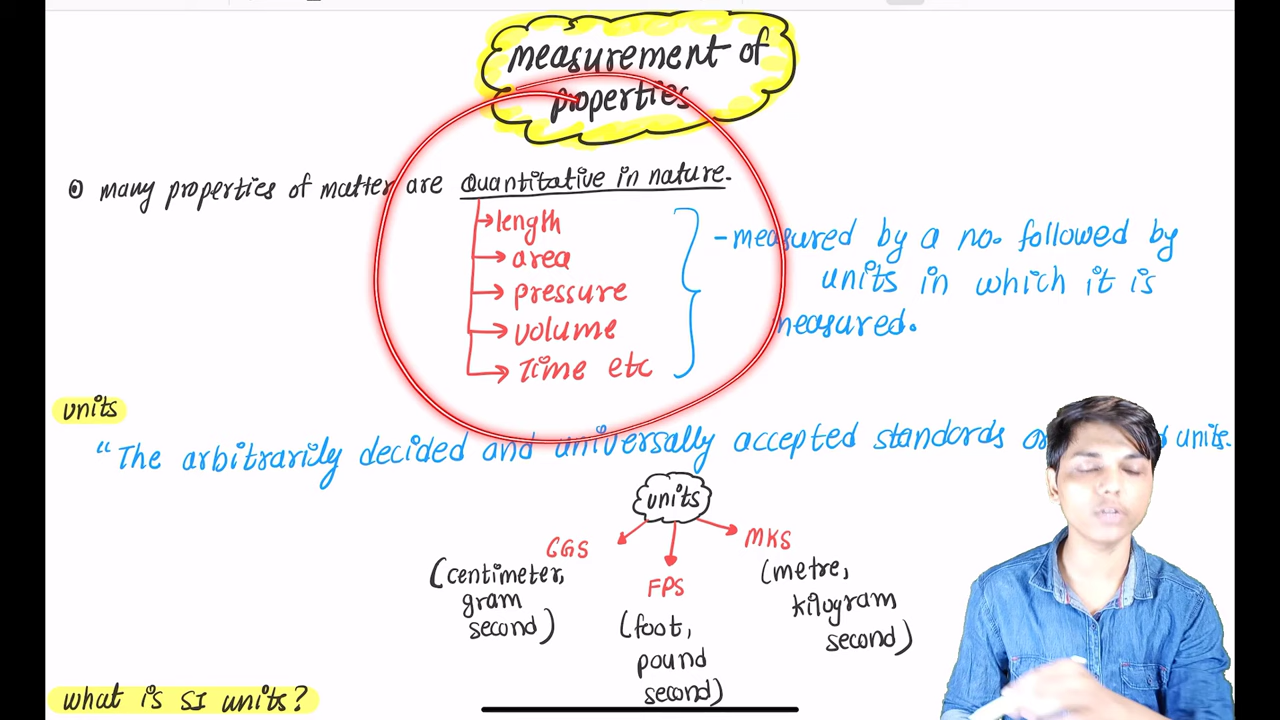 measurement of
properties
many properties of matter are quantitative in nature.
length
area
pressure
volume
Time etc
-measured by a no. followed by
units in which it is
measured.
units
"The arbitrarily decided and universally accepted standards units.
units
CGS
(centimeter,
gram
second)
FPS
(foot,
pound
second)
MKS
(metre,
kilogram
second)
what is SI units?